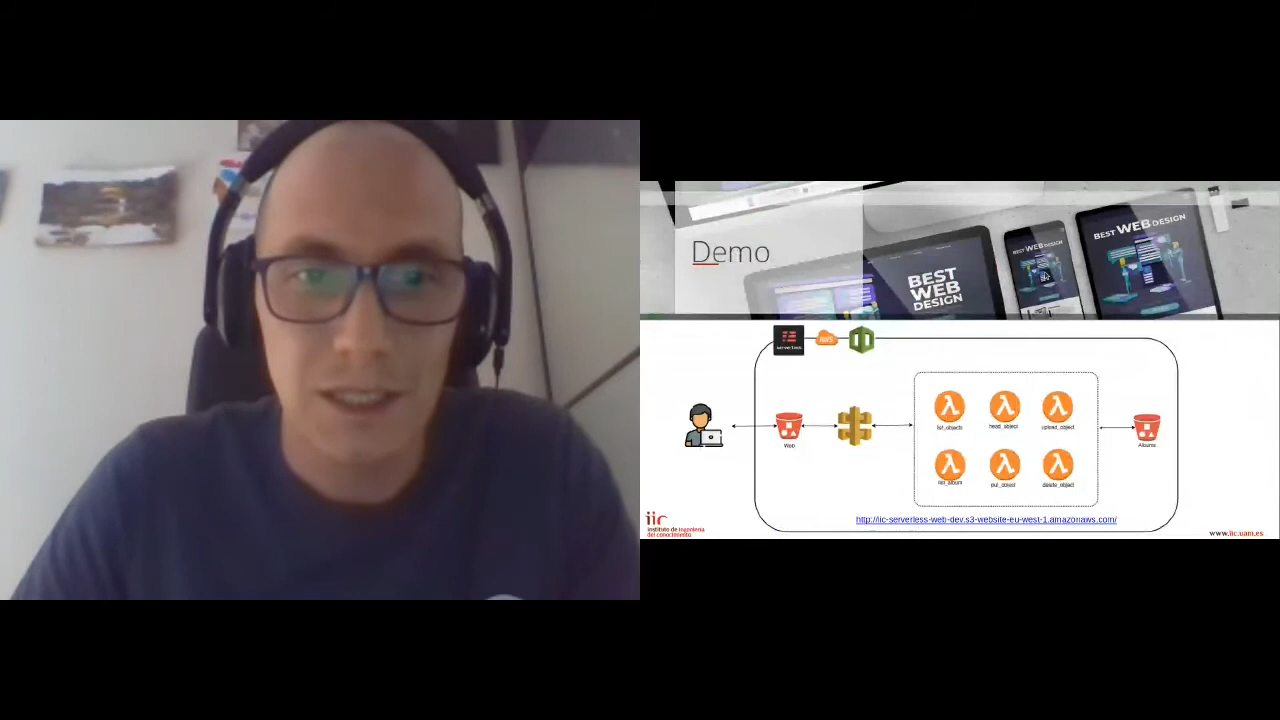 Demo
BEST
WEB
DESIGN
BEST WEB DESIGN
BEST WEB DESIGN
serverless
AWS
list_objects
head_object
upload_object
Web
Albums
put_object
delete_object
http://iic-serverless-web-dev.s3-website-eu-west-1.amazonaws.com/
iic
instituto de ingeniería
del conocimiento
www.iic.uam.es